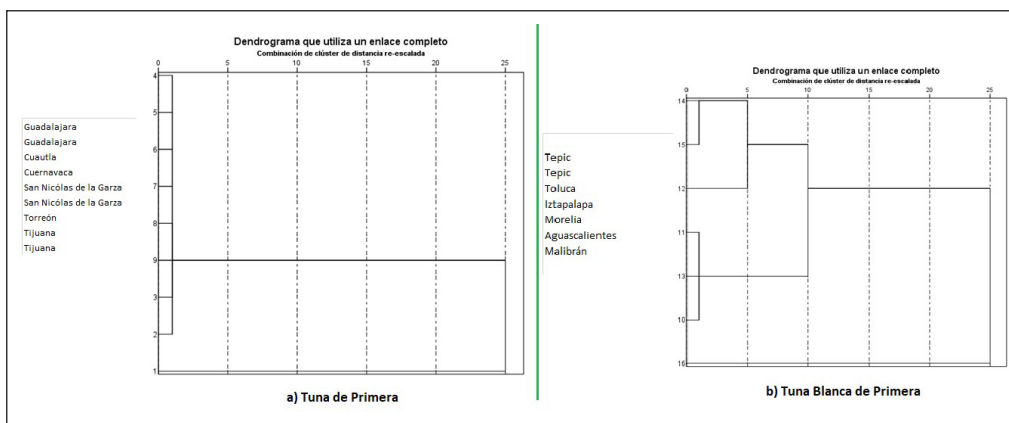 Dendrograma que utiliza un enlace completo
Combinación de clúster de distancia re-escalada
0 5 10 15 20 25
4
5
6
7
8
9
3
2
1
Guadalajara
Guadalajara
Cuautla
Cuernavaca
San Nicólas de la Garza
San Nicólas de la Garza
Torreón
Tijuana
Tijuana
a) Tuna de Primera
Dendrograma que utiliza un enlace completo
Combinación de clúster de distancia re-escalada
0 5 10 15 20 25
14
15
12
11
13
10
16
Tepic
Tepic
Toluca
Iztapalapa
Morelia
Aguascalientes
Malibrán
b) Tuna Blanca de Primera